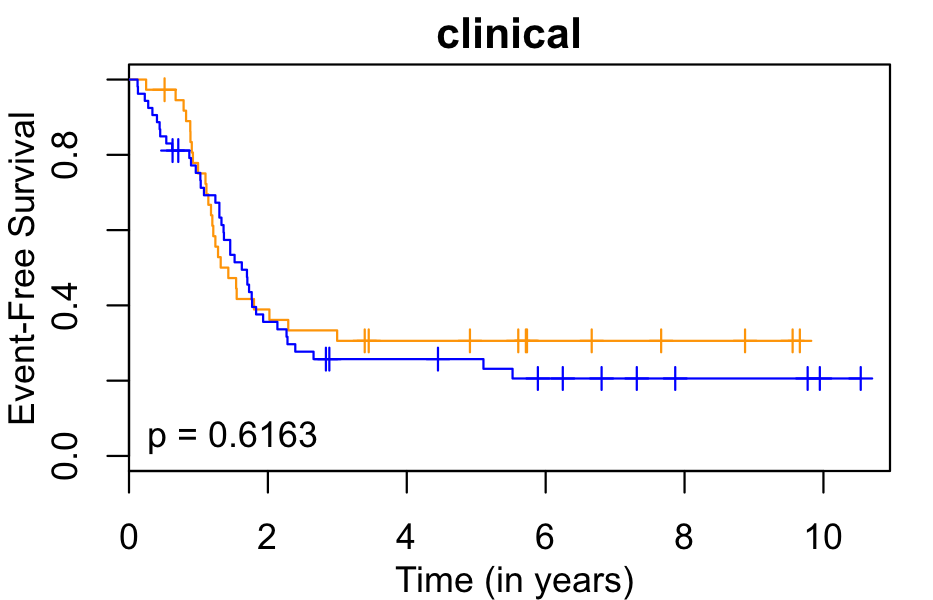 clinical
Event-Free Survival
0.8
0.4
0.0
p = 0.6163
0 2 4 6 8 10
Time (in years)